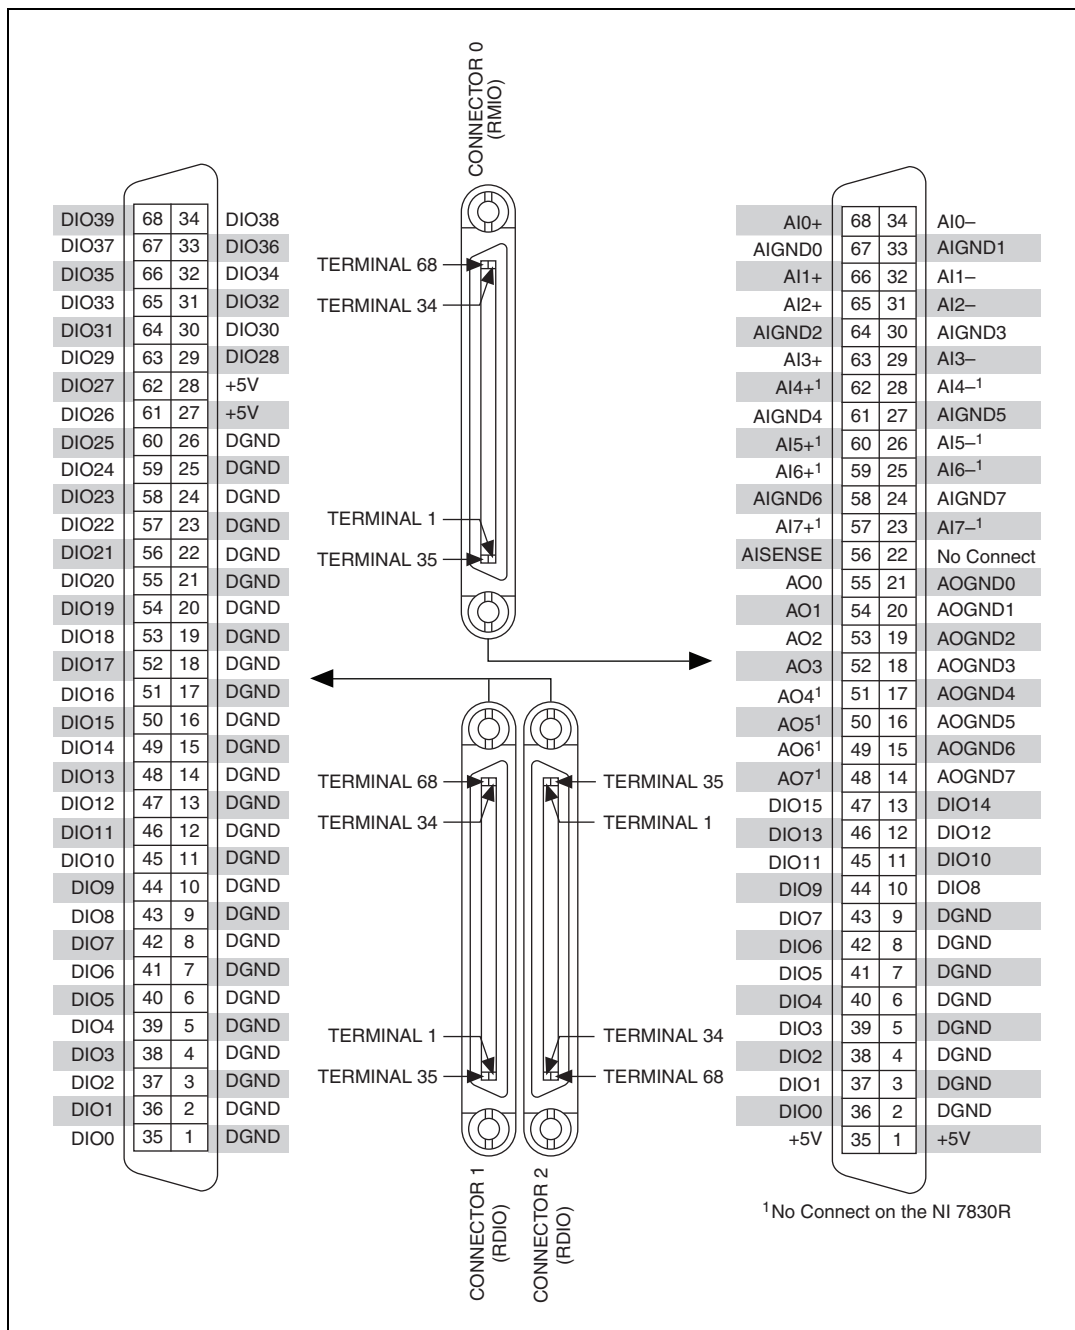 CONNECTOR 0
(RMIO)
DIO39 68 34 DIO38
DIO37 67 33 DIO36
DIO35 66 32 DIO34
DIO33 65 31 DIO32
DIO31 64 30 DIO30
DIO29 63 29 DIO28
DIO27 62 28 +5V
DIO26 61 27 +5V
DIO25 60 26 DGND
DIO24 59 25 DGND
DIO23 58 24 DGND
DIO22 57 23 DGND
DIO21 56 22 DGND
DIO20 55 21 DGND
DIO19 54 20 DGND
DIO18 53 19 DGND
DIO17 52 18 DGND
DIO16 51 17 DGND
DIO15 50 16 DGND
DIO14 49 15 DGND
DIO13 48 14 DGND
DIO12 47 13 DGND
DIO11 46 12 DGND
DIO10 45 11 DGND
DIO9 44 10 DGND
DIO8 43 9 DGND
DIO7 42 8 DGND
DIO6 41 7 DGND
DIO5 40 6 DGND
DIO4 39 5 DGND
DIO3 38 4 DGND
DIO2 37 3 DGND
DIO1 36 2 DGND
DIO0 35 1 DGND
TERMINAL 68
TERMINAL 34
TERMINAL 1
TERMINAL 35
TERMINAL 68
TERMINAL 34
TERMINAL 1
TERMINAL 35
TERMINAL 35
TERMINAL 1
TERMINAL 34
TERMINAL 68
CONNECTOR 1
(RDIO)
CONNECTOR 2
(RDIO)
AI0+ 68 34 AI0–
AIGND0 67 33 AIGND1
AI1+ 66 32 AI1–
AI2+ 65 31 AI2–
AIGND2 64 30 AIGND3
AI3+ 63 29 AI3–
AI4+¹ 62 28 AI4–¹
AIGND4 61 27 AIGND5
AI5+¹ 60 26 AI5–¹
AI6+¹ 59 25 AI6–¹
AIGND6 58 24 AIGND7
AI7+¹ 57 23 AI7–¹
AISENSE 56 22 No Connect
AO0 55 21 AOGND0
AO1 54 20 AOGND1
AO2 53 19 AOGND2
AO3 52 18 AOGND3
AO4¹ 51 17 AOGND4
AO5¹ 50 16 AOGND5
AO6¹ 49 15 AOGND6
AO7¹ 48 14 AOGND7
DIO15 47 13 DIO14
DIO13 46 12 DIO12
DIO11 45 11 DIO10
DIO9 44 10 DIO8
DIO7 43 9 DGND
DIO6 42 8 DGND
DIO5 41 7 DGND
DIO4 40 6 DGND
DIO3 39 5 DGND
DIO2 38 4 DGND
DIO1 37 3 DGND
DIO0 36 2 DGND
+5V 35 1 +5V
¹No Connect on the NI 7830R